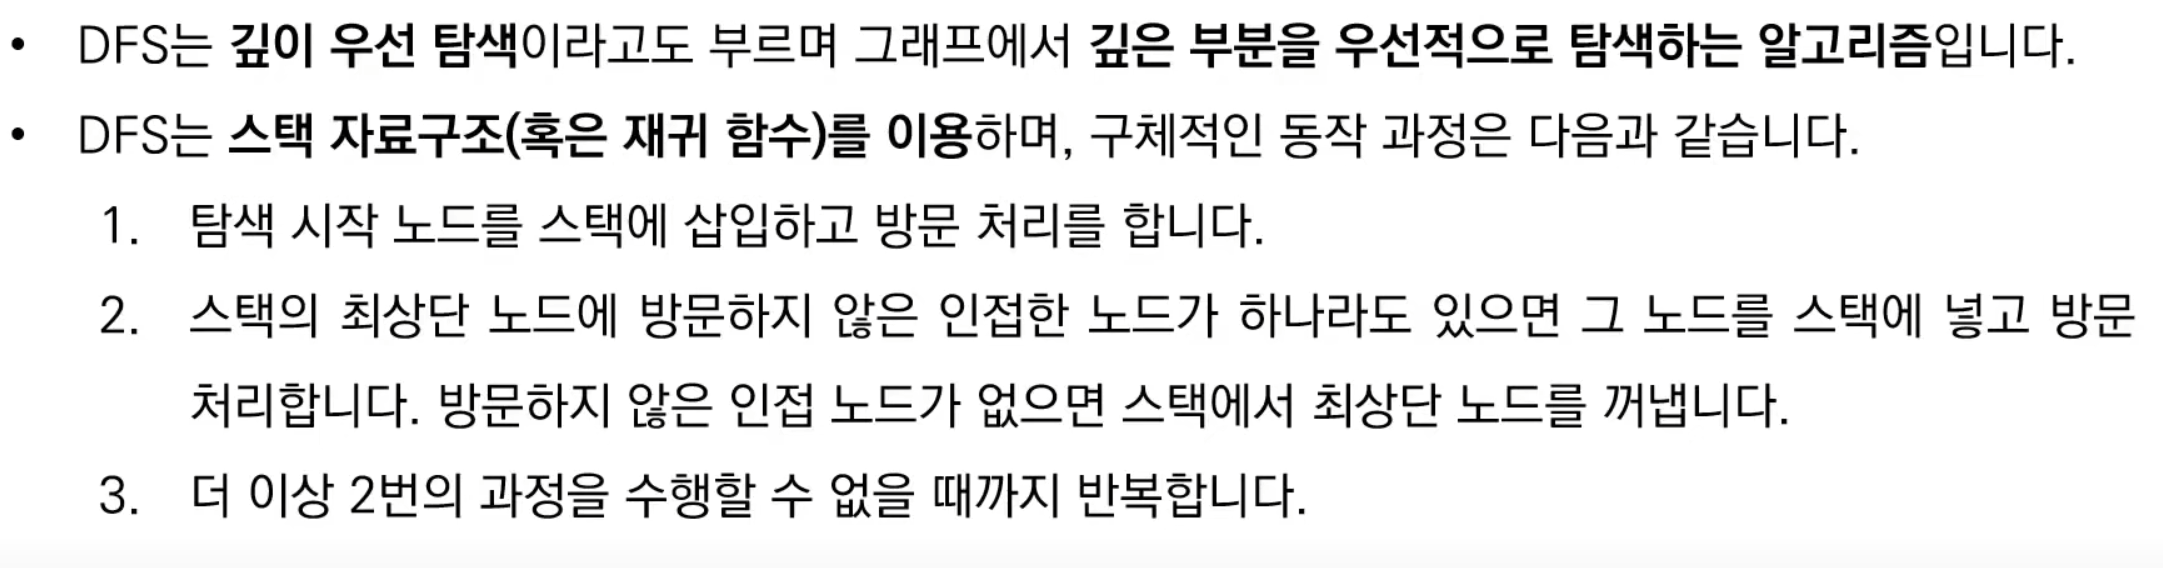 • DFS는 깊이 우선 탐색이라고도 부르며 그래프에서 깊은 부분을 우선적으로 탐색하는 알고리즘입니다.
• DFS는 스택 자료구조(혹은 재귀 함수)를 이용하며, 구체적인 동작 과정은 다음과 같습니다.
1. 탐색 시작 노드를 스택에 삽입하고 방문 처리를 합니다.
2. 스택의 최상단 노드에 방문하지 않은 인접한 노드가 하나라도 있으면 그 노드를 스택에 넣고 방문
처리합니다. 방문하지 않은 인접 노드가 없으면 스택에서 최상단 노드를 꺼냅니다.
3. 더 이상 2번의 과정을 수행할 수 없을 때까지 반복합니다.